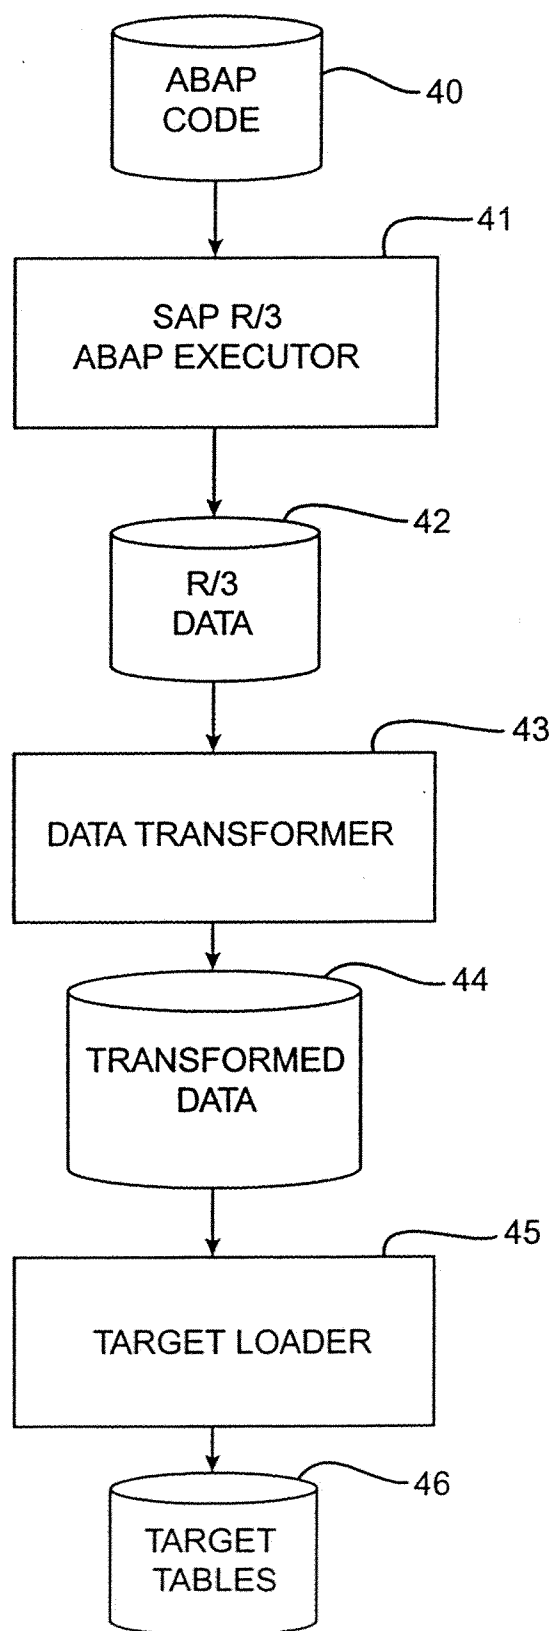 ABAP
CODE
40
41
SAP R/3
ABAP EXECUTOR
42
R/3
DATA
43
DATA TRANSFORMER
44
TRANSFORMED
DATA
45
TARGET LOADER
46
TARGET
TABLES